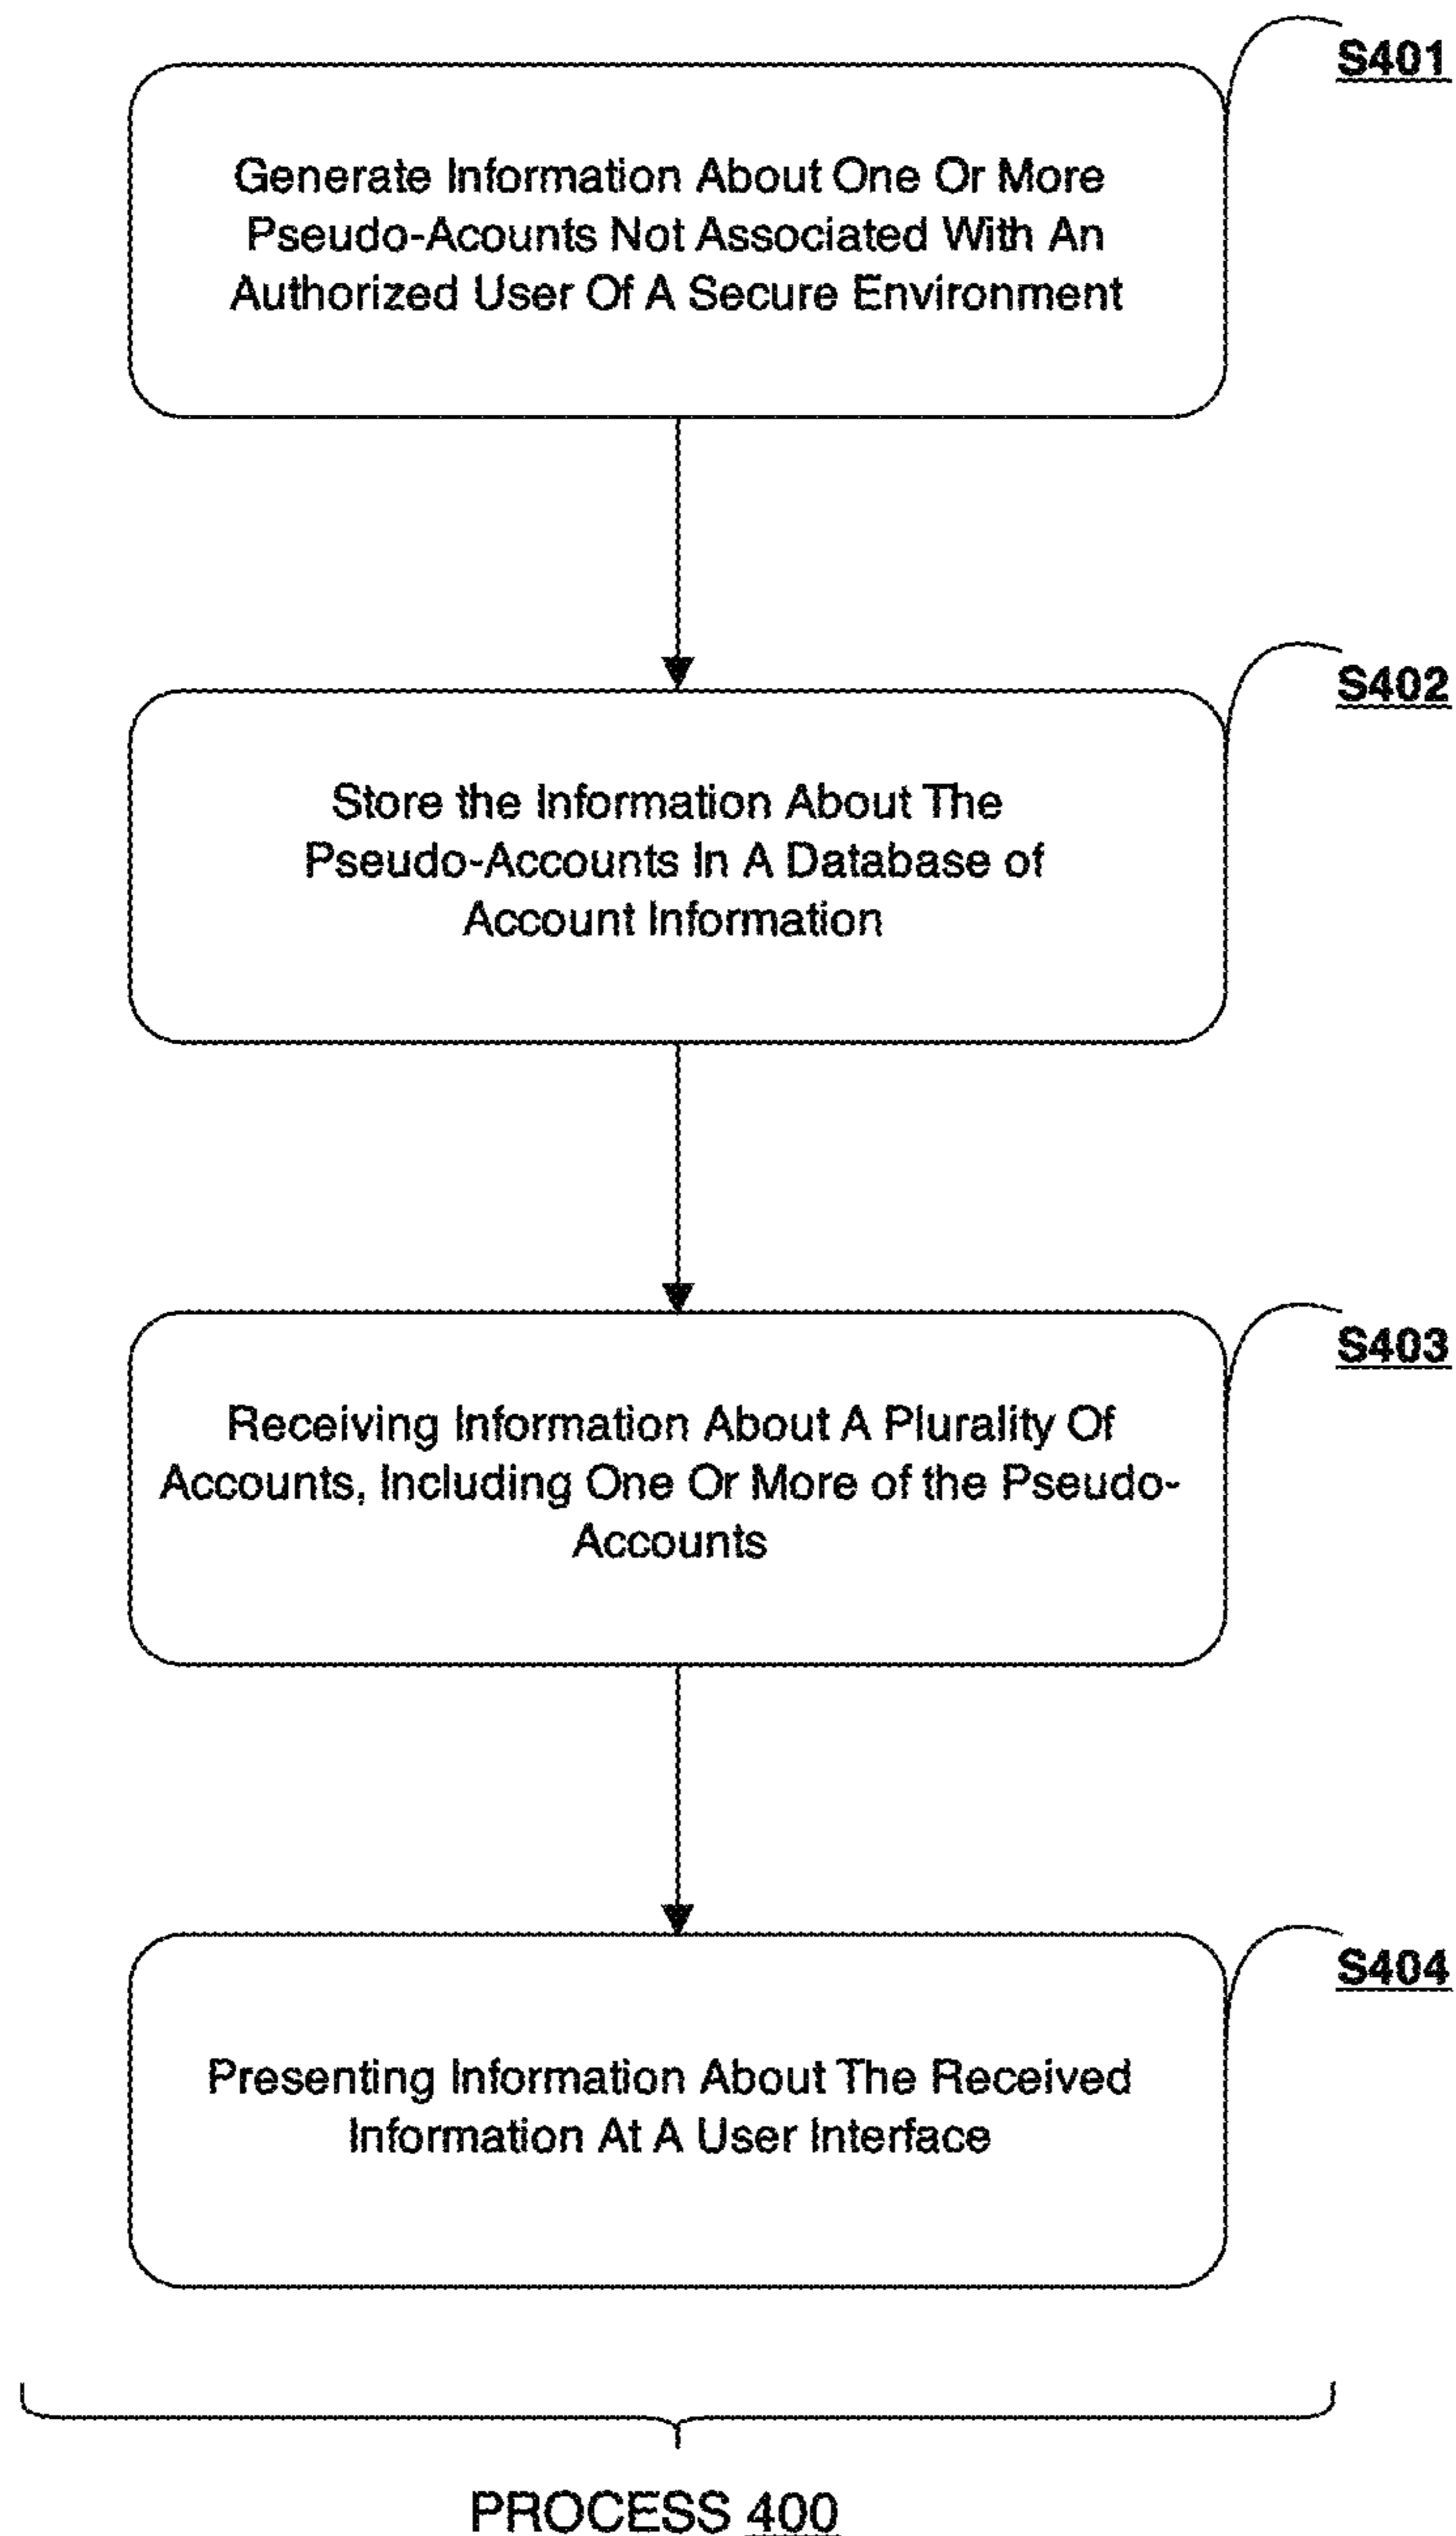 S401
Generate Information About One Or More
Pseudo-Acounts Not Associated With An
Authorized User Of A Secure Environment
S402
Store the Information About The
Pseudo-Accounts In A Database of
Account Information
S403
Receiving Information About A Plurality Of
Accounts, Including One Or More of the Pseudo-
Accounts
S404
Presenting Information About The Received
Information At A User Interface
PROCESS 400